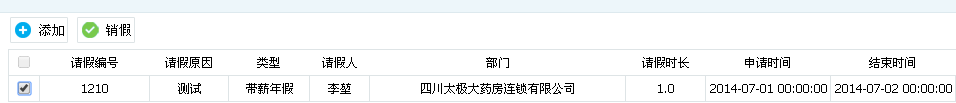 添加 销假
请假编号 请假原因 类型 请假人 部门 请假时长 申请时间 结束时间
1210 测试 带薪年假 李堃 四川太极大药房连锁有限公司 1.0 2014-07-01 00:00:00 2014-07-02 00:00:00